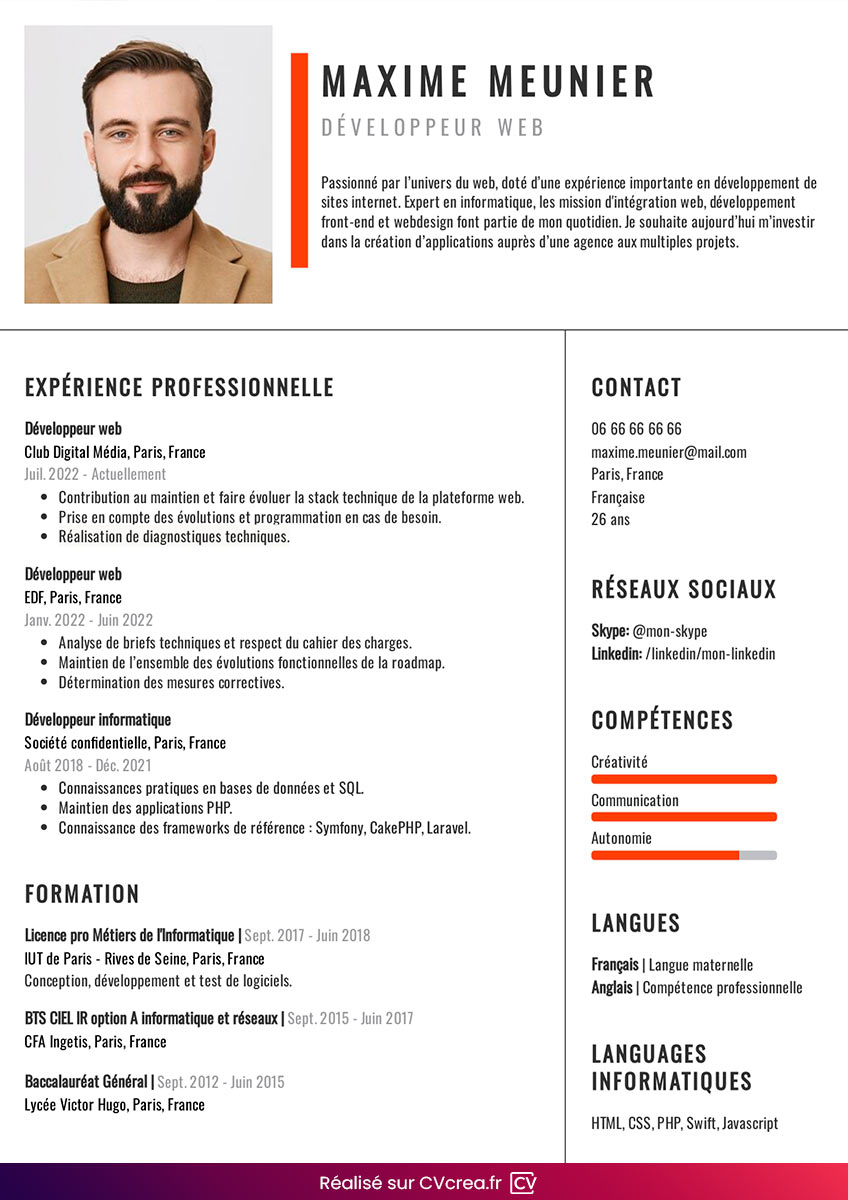 MAXIME MEUNIER
DÉVELOPPEUR WEB
Passionné par l'univers du web, doté d'une expérience importante en développement de
sites internet. Expert en informatique, les mission d'intégration web, développement
front-end et webdesign font partie de mon quotidien. Je souhaite aujourd'hui m'investir
dans la création d'applications auprès d'une agence aux multiples projets.
EXPÉRIENCE PROFESSIONNELLE
Développeur web
Club Digital Média, Paris, France
Juil. 2022 - Actuellement
• Contribution au maintien et faire évoluer la stack technique de la plateforme web.
• Prise en compte des évolutions et programmation en cas de besoin.
• Réalisation de diagnostiques techniques.
Développeur web
EDF, Paris, France
Janv. 2022 - Juin 2022
• Analyse de briefs techniques et respect du cahier des charges.
• Maintien de l'ensemble des évolutions fonctionnelles de la roadmap.
• Détermination des mesures correctives.
Développeur informatique
Société confidentielle, Paris, France
Août 2018 - Déc. 2021
• Connaissances pratiques en bases de données et SQL.
• Maintien des applications PHP.
• Connaissance des frameworks de référence : Symfony, CakePHP, Laravel.
FORMATION
Licence pro Métiers de l'Informatique | Sept. 2017 - Juin 2018
IUT de Paris - Rives de Seine, Paris, France
Conception, développement et test de logiciels.
BTS CIEL IR option A informatique et réseaux | Sept. 2015 - Juin 2017
CFA Ingetis, Paris, France
Baccalauréat Général | Sept. 2012 - Juin 2015
Lycée Victor Hugo, Paris, France
CONTACT
06 66 66 66 66
maxime.meunier@mail.com
Paris, France
Française
26 ans
RÉSEAUX SOCIAUX
Skype: @mon-skype
Linkedin: /linkedin/mon-linkedin
COMPÉTENCES
Créativité
Communication
Autonomie
LANGUES
Français | Langue maternelle
Anglais | Compétence professionnelle
LANGUAGES
INFORMATIQUES
HTML, CSS, PHP, Swift, Javascript
Réalisé sur CVcrea.fr CV